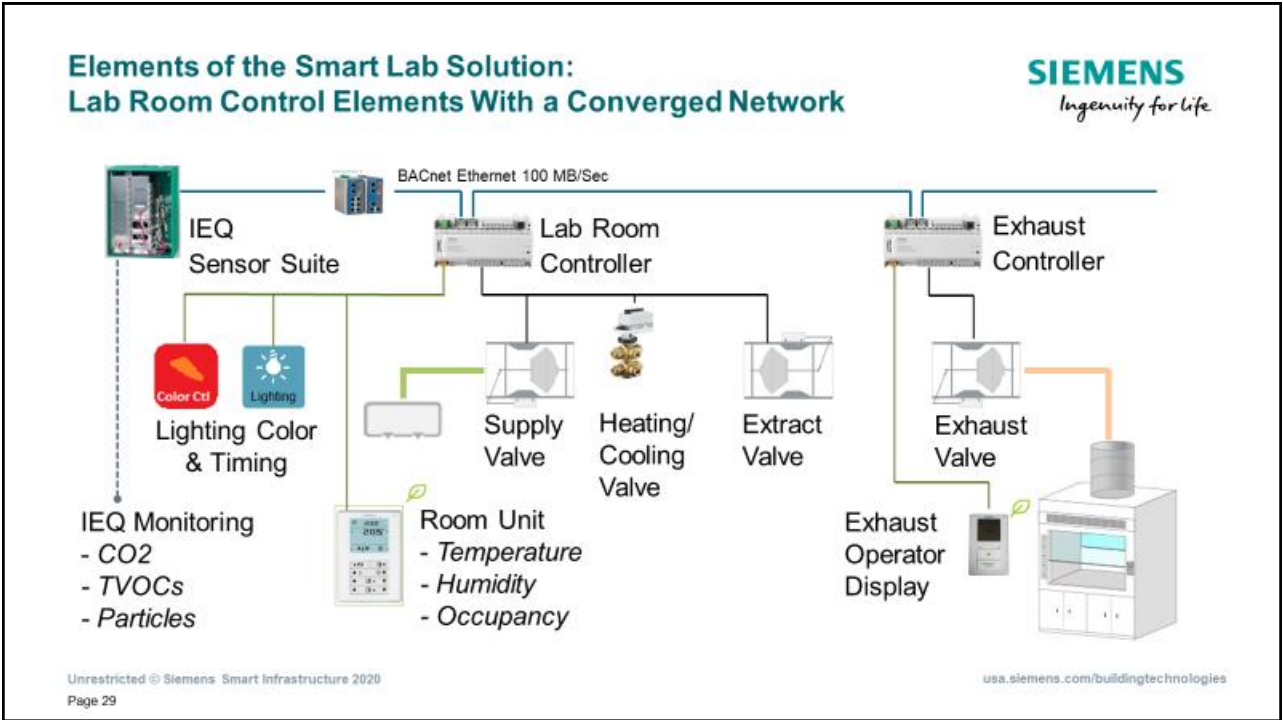 Elements of the Smart Lab Solution:
Lab Room Control Elements With a Converged Network
SIEMENS
Ingenuity for life
BACnet Ethernet 100 MB/Sec
IEQ
Sensor Suite
Lab Room
Controller
Exhaust
Controller
Color Ctl
Lighting
Lighting Color
& Timing
Supply
Valve
Heating/
Cooling
Valve
Extract
Valve
Exhaust
Valve
IEQ Monitoring
- CO2
- TVOCs
- Particles
Room Unit
- Temperature
- Humidity
- Occupancy
Exhaust
Operator
Display
Unrestricted © Siemens Smart Infrastructure 2020
usa.siemens.com/buildingtechnologies
Page 29